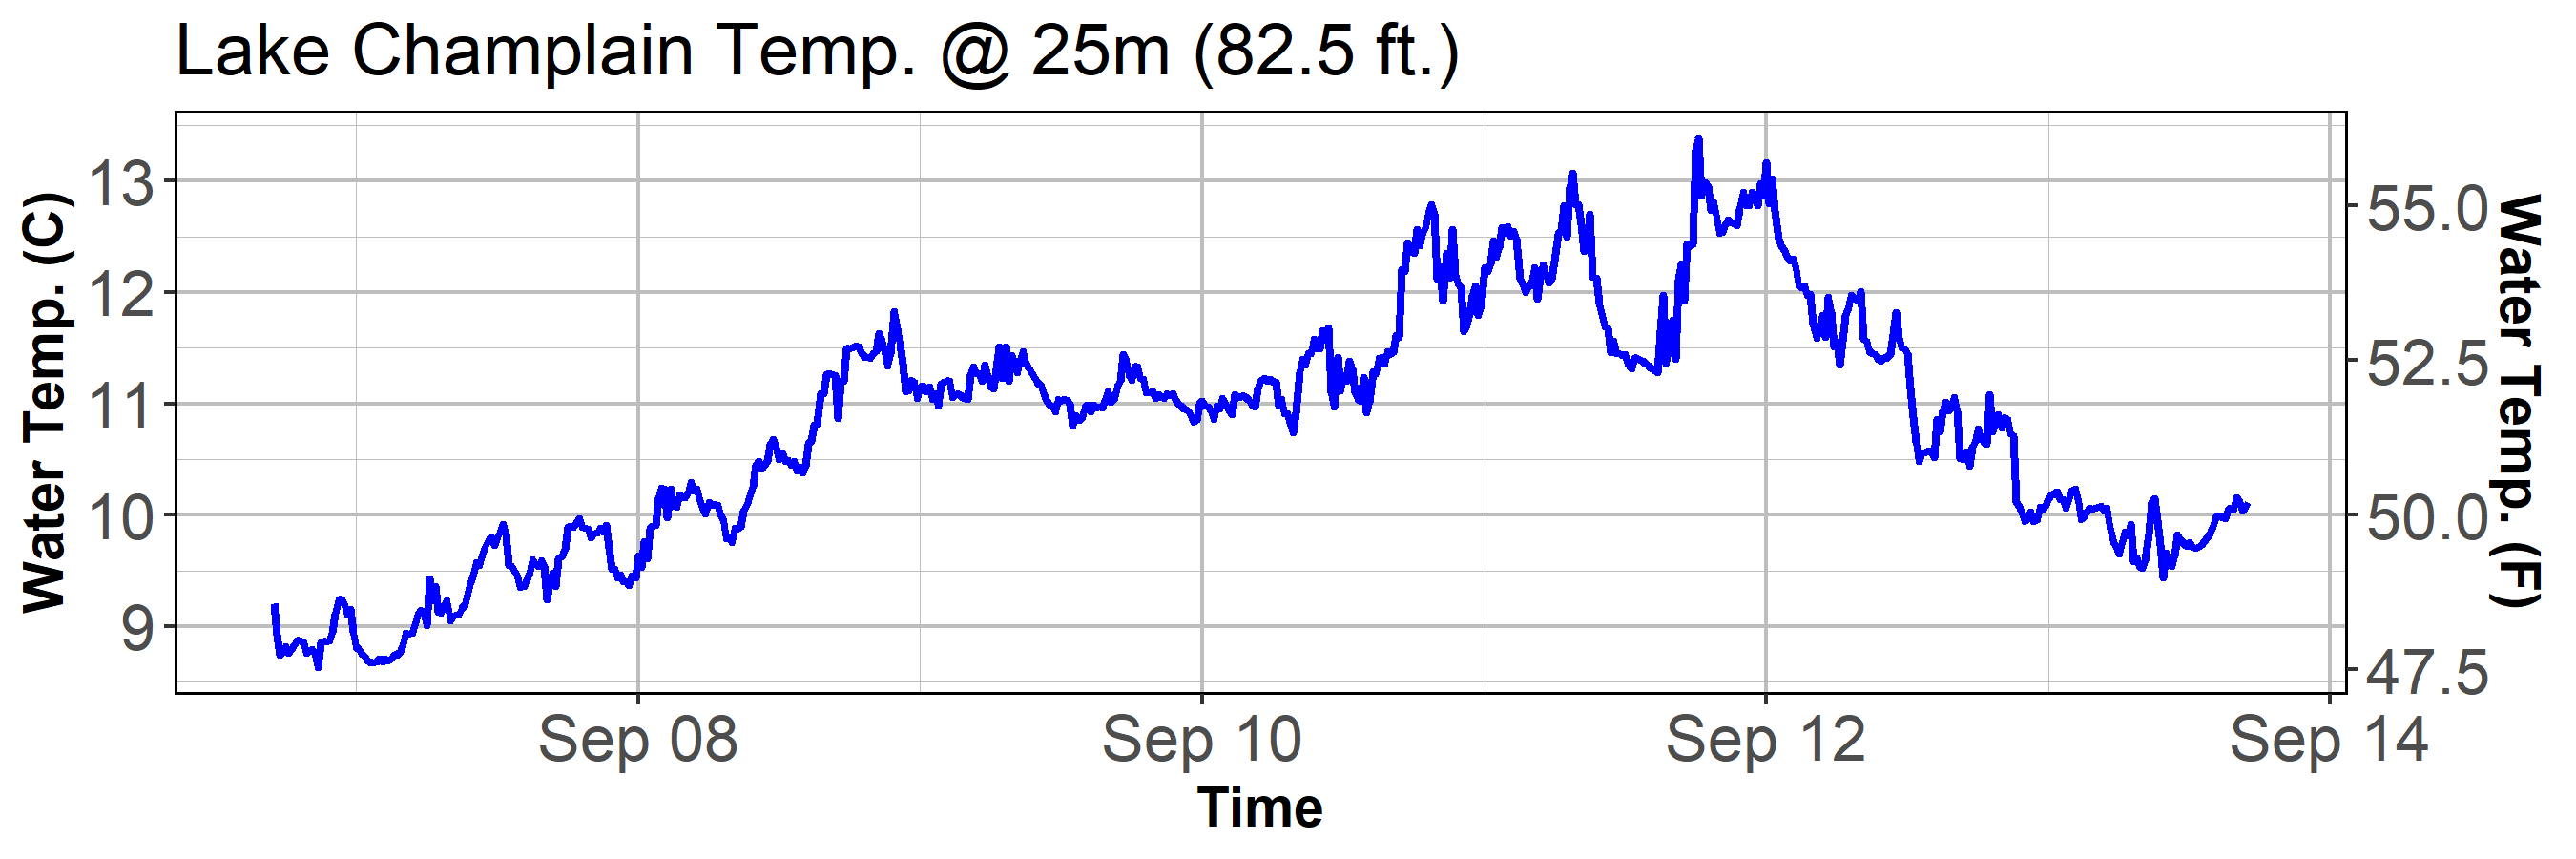 Lake Champlain Temp. @ 25m (82.5 ft.)
Water Temp. (C)
13
12
11
10
9
55.0
52.5
50.0
47.5
Water Temp. (F)
Sep 08
Sep 10
Sep 12
Sep 14
Time